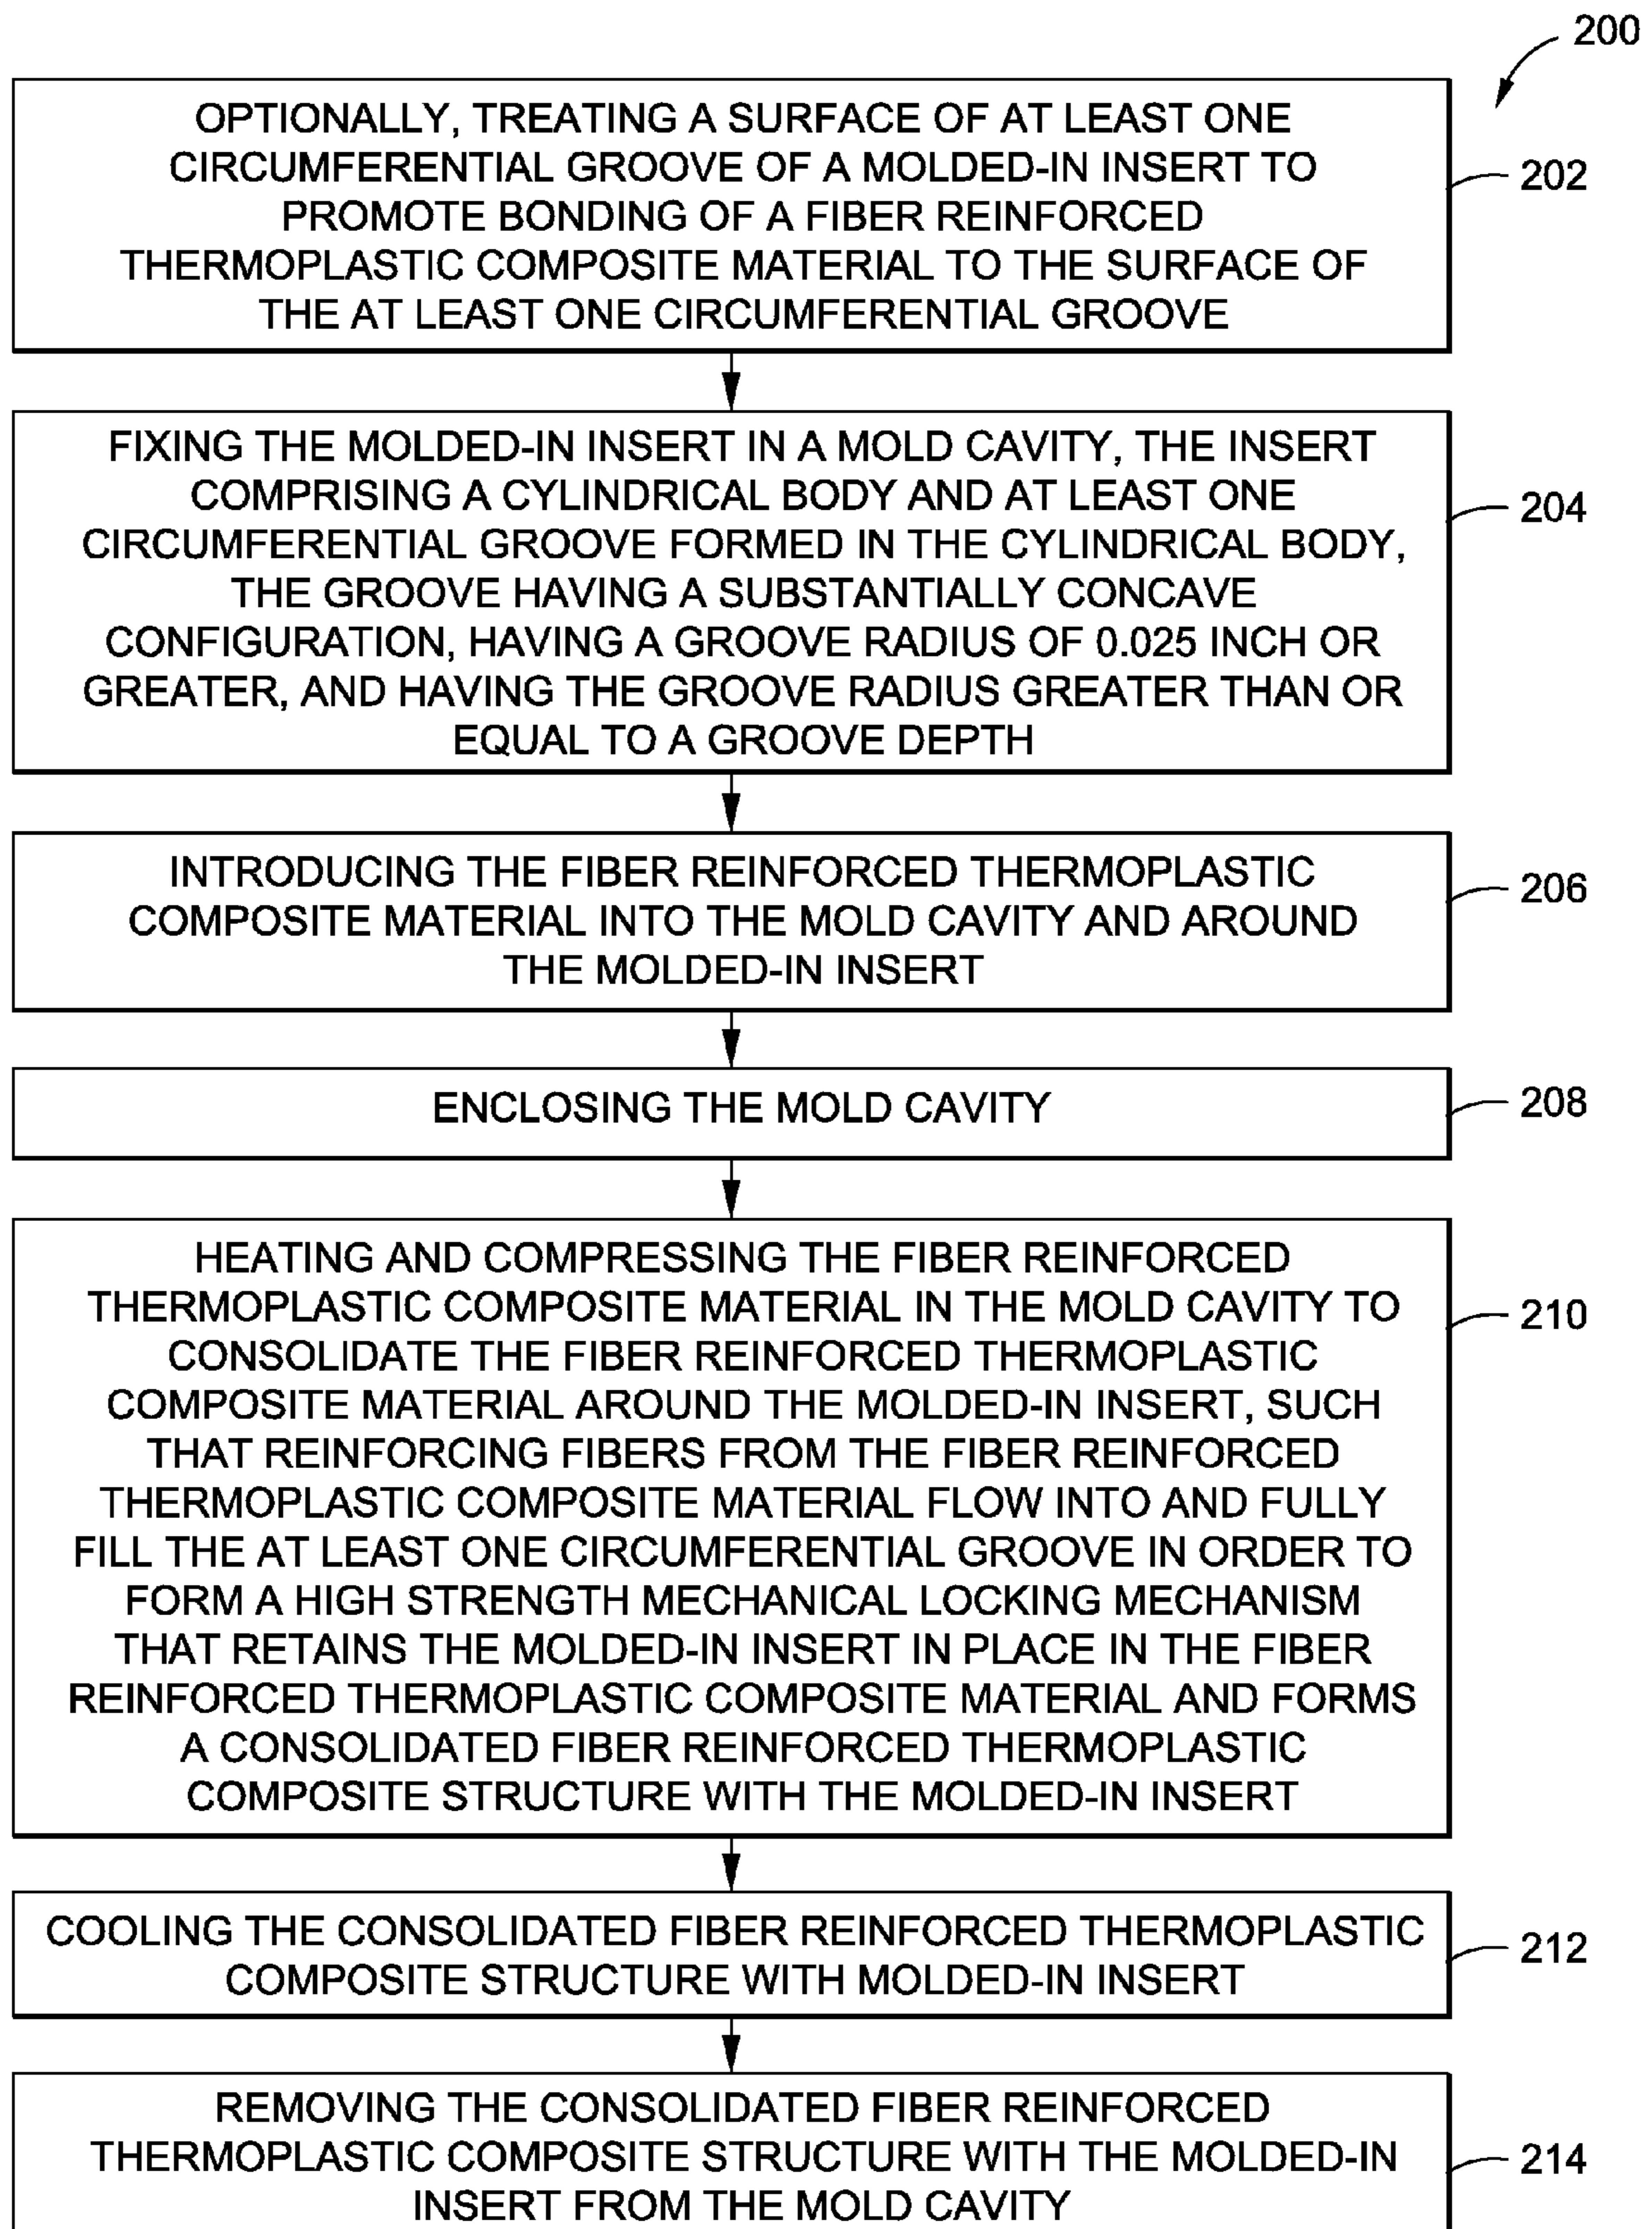 200
OPTIONALLY, TREATING A SURFACE OF AT LEAST ONE
CIRCUMFERENTIAL GROOVE OF A MOLDED-IN INSERT TO
PROMOTE BONDING OF A FIBER REINFORCED
THERMOPLASTIC COMPOSITE MATERIAL TO THE SURFACE OF
THE AT LEAST ONE CIRCUMFERENTIAL GROOVE
202
FIXING THE MOLDED-IN INSERT IN A MOLD CAVITY, THE INSERT
COMPRISING A CYLINDRICAL BODY AND AT LEAST ONE
CIRCUMFERENTIAL GROOVE FORMED IN THE CYLINDRICAL BODY,
THE GROOVE HAVING A SUBSTANTIALLY CONCAVE
CONFIGURATION, HAVING A GROOVE RADIUS OF 0.025 INCH OR
GREATER, AND HAVING THE GROOVE RADIUS GREATER THAN OR
EQUAL TO A GROOVE DEPTH
204
INTRODUCING THE FIBER REINFORCED THERMOPLASTIC
COMPOSITE MATERIAL INTO THE MOLD CAVITY AND AROUND
THE MOLDED-IN INSERT
206
ENCLOSING THE MOLD CAVITY
208
HEATING AND COMPRESSING THE FIBER REINFORCED
THERMOPLASTIC COMPOSITE MATERIAL IN THE MOLD CAVITY TO
CONSOLIDATE THE FIBER REINFORCED THERMOPLASTIC
COMPOSITE MATERIAL AROUND THE MOLDED-IN INSERT, SUCH
THAT REINFORCING FIBERS FROM THE FIBER REINFORCED
THERMOPLASTIC COMPOSITE MATERIAL FLOW INTO AND FULLY
FILL THE AT LEAST ONE CIRCUMFERENTIAL GROOVE IN ORDER TO
FORM A HIGH STRENGTH MECHANICAL LOCKING MECHANISM
THAT RETAINS THE MOLDED-IN INSERT IN PLACE IN THE FIBER
REINFORCED THERMOPLASTIC COMPOSITE MATERIAL AND FORMS
A CONSOLIDATED FIBER REINFORCED THERMOPLASTIC
COMPOSITE STRUCTURE WITH THE MOLDED-IN INSERT
210
COOLING THE CONSOLIDATED FIBER REINFORCED THERMOPLASTIC
COMPOSITE STRUCTURE WITH MOLDED-IN INSERT
212
REMOVING THE CONSOLIDATED FIBER REINFORCED
THERMOPLASTIC COMPOSITE STRUCTURE WITH THE MOLDED-IN
INSERT FROM THE MOLD CAVITY
214